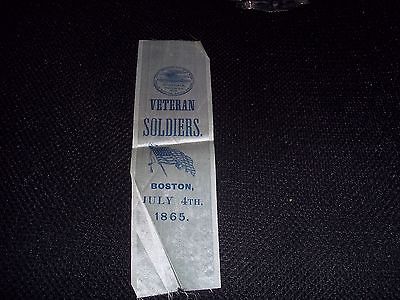 VETERAN
SOLDIERS.
BOSTON,
JULY 4TH.
1865.